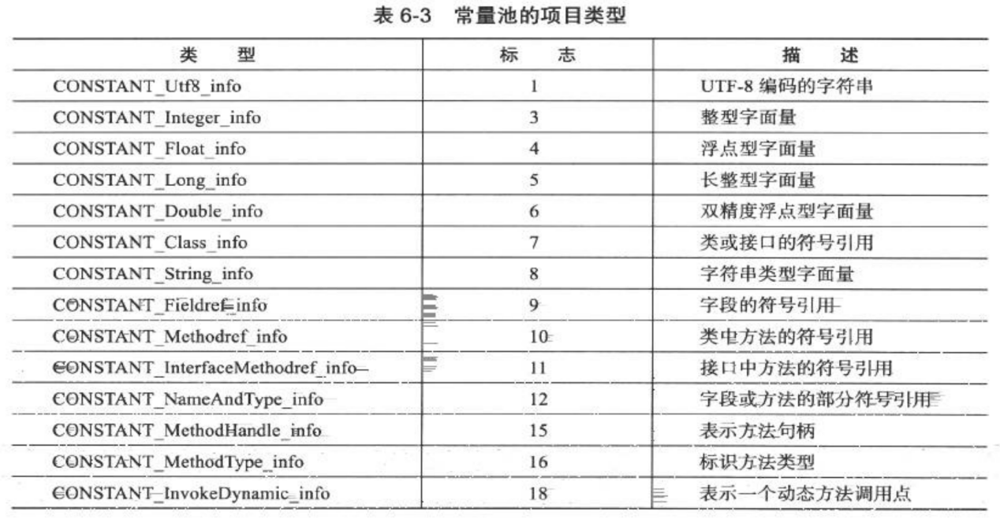 表 6-3 常量池的项目类型
类 型 标 志 描 述
CONSTANT_Utf8_info 1 UTF-8 编码的字符串
CONSTANT_Integer_info 3 整型字面量
CONSTANT_Float_info 4 浮点型字面量
CONSTANT_Long_info 5 长整型字面量
CONSTANT_Double_info 6 双精度浮点型字面量
CONSTANT_Class_info 7 类或接口的符号引用
CONSTANT_String_info 8 字符串类型字面量
CONSTANT_Fieldref_info 9 字段的符号引用
CONSTANT_Methodref_info 10 类中方法的符号引用
CONSTANT_InterfaceMethodref_info 11 接口中方法的符号引用
CONSTANT_NameAndType_info 12 字段或方法的部分符号引用
CONSTANT_MethodHandle_info 15 表示方法句柄
CONSTANT_MethodType_info 16 标识方法类型
CONSTANT_InvokeDynamic_info 18 表示一个动态方法调用点